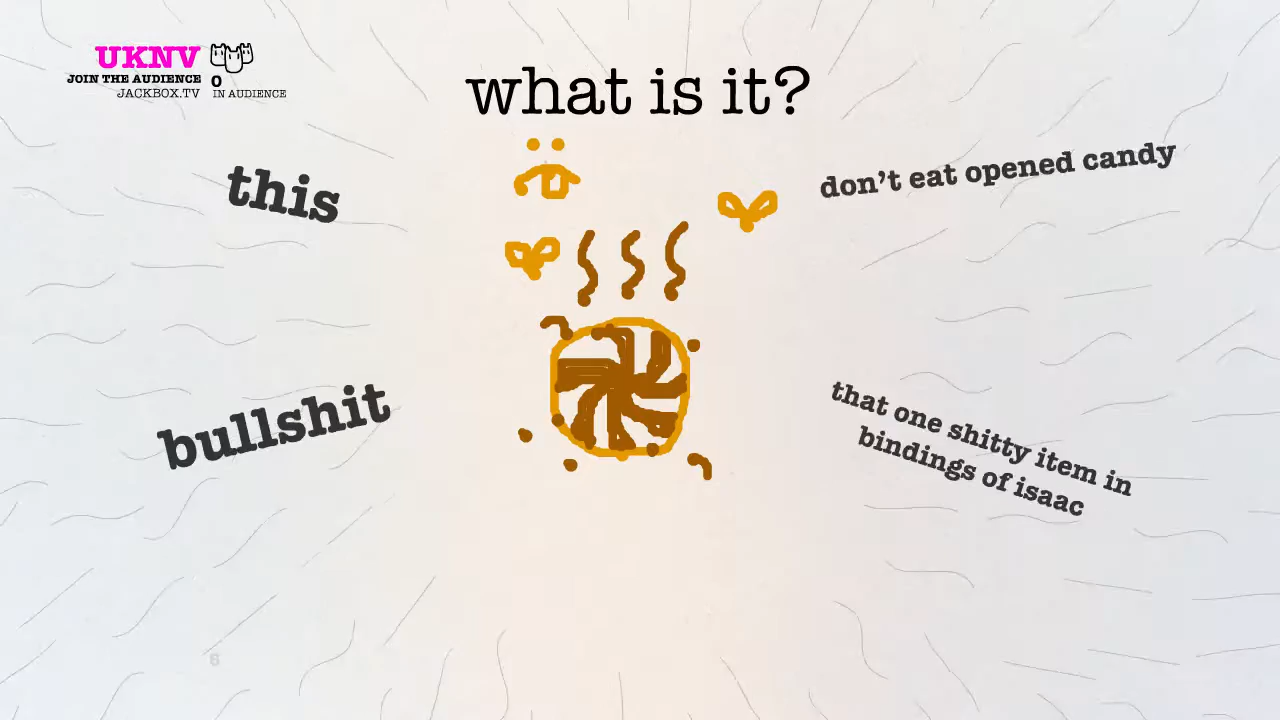 UKNV
JOIN THE AUDIENCE
JACKBOX.TV
0
IN AUDIENCE
what is it?
this
don't eat opened candy
bullshit
that one shitty item in
bindings of isaac
6